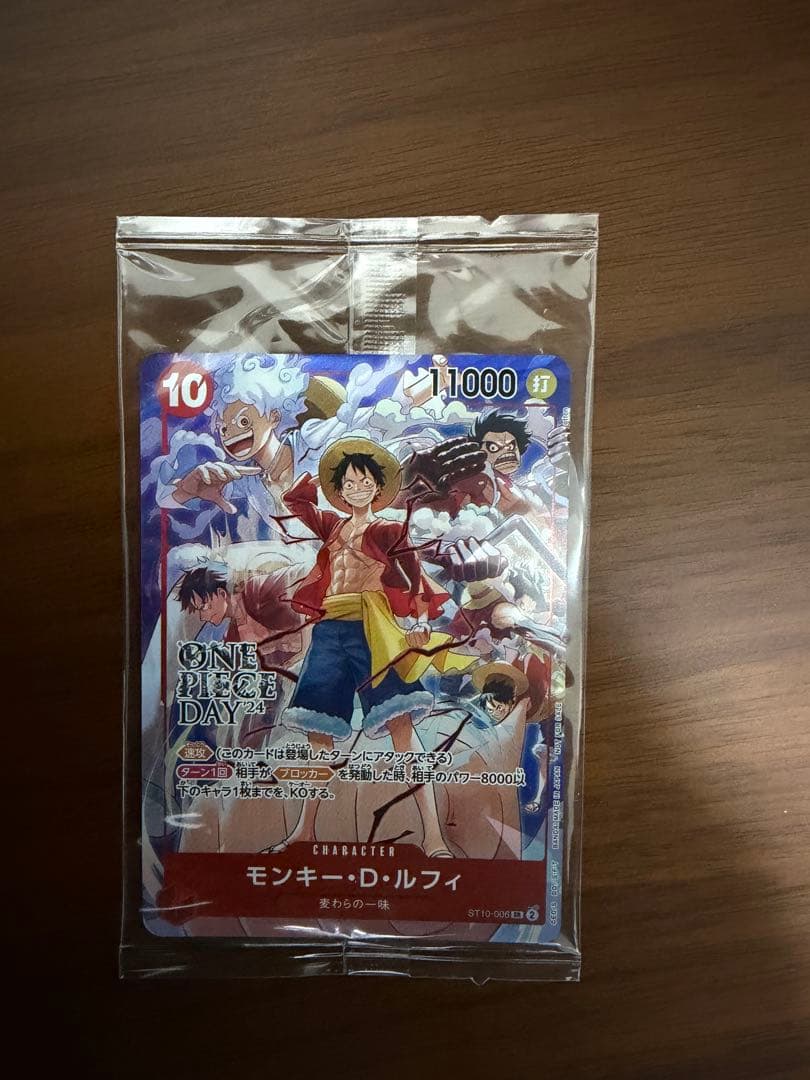 10
11000 打
ONE
PIECE
DAY '24
速攻 (このカードは登場したターンにアタックできる)
ターン1回 相手が ブロッカー を発動した時、相手のパワー8000以
下のキャラ1枚までを、KOする。
CHARACTER
モンキー・D・ルフィ
麦わらの一味
ST10-006 SR 2